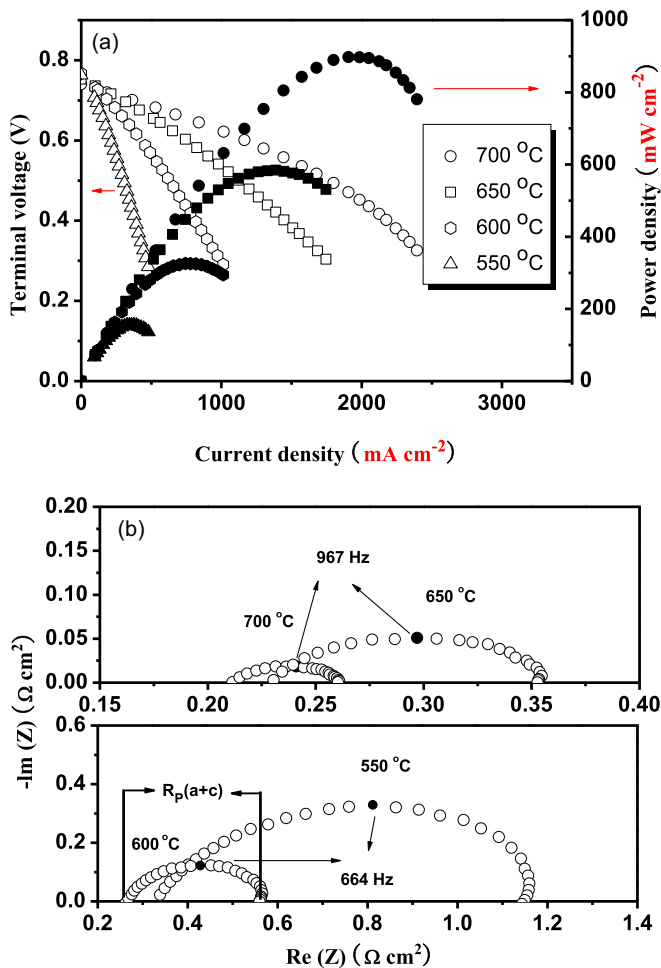 (a)
0.8
0.6
0.4
0.2
0.0
Terminal voltage (V)
1000
800
600
400
200
0
Power density ( mW cm-2)
700 oC
650 oC
600 oC
550 oC
0 1000 2000 3000
Current density ( mA cm-2)
(b)
0.20
0.15
0.10
0.05
0.00
967 Hz
700 oC
650 oC
0.15 0.20 0.25 0.30 0.35 0.40
-Im (Z) (Ω cm2)
0.6
0.4
0.2
0.0
RP(a+c)
550 oC
600 oC
664 Hz
0.2 0.4 0.6 0.8 1.0 1.2 1.4
Re (Z) (Ω cm2)